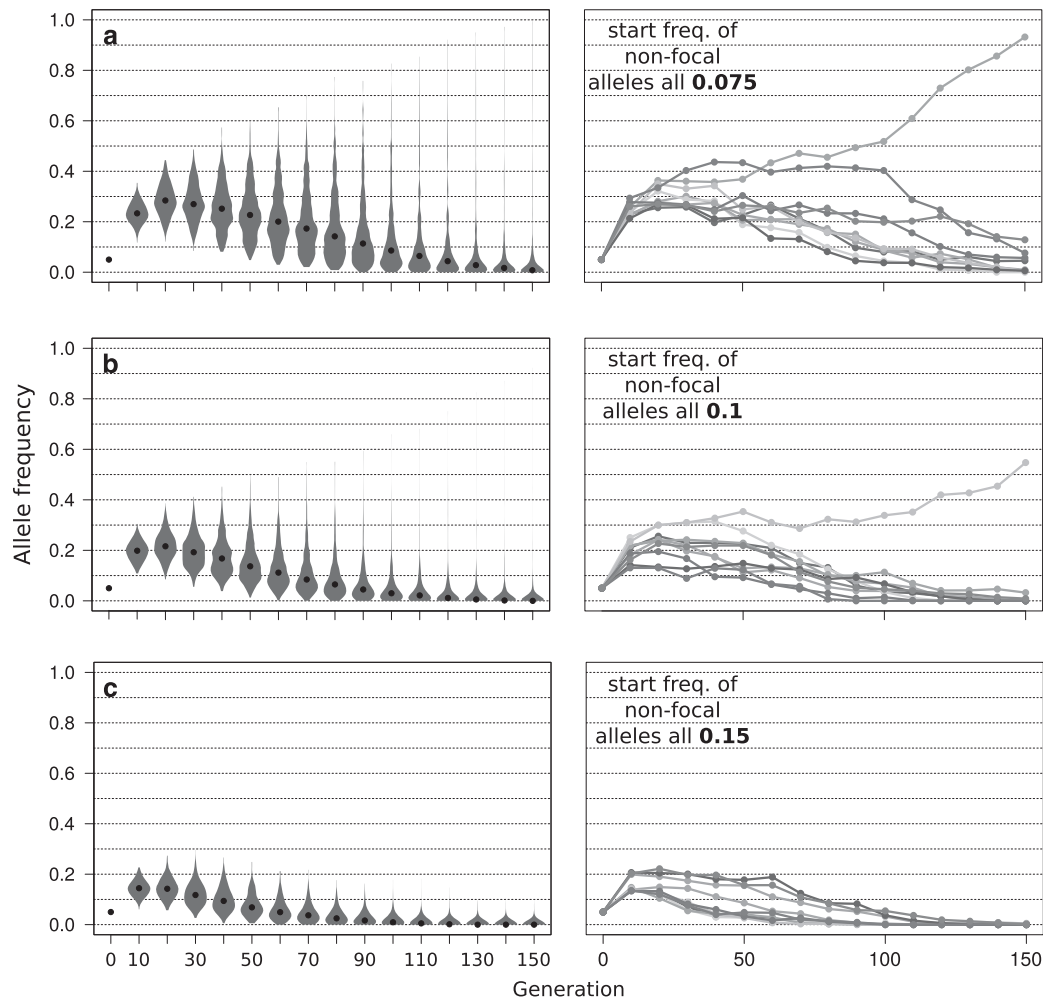 a
1.0
0.8
0.6
0.4
0.2
0.0
start freq. of
non-focal
alleles all 0.075
Allele frequency
b
1.0
0.8
0.6
0.4
0.2
0.0
start freq. of
non-focal
alleles all 0.1
c
1.0
0.8
0.6
0.4
0.2
0.0
start freq. of
non-focal
alleles all 0.15
0 10 30 50 70 90 110 130 150
0 50 100 150
Generation